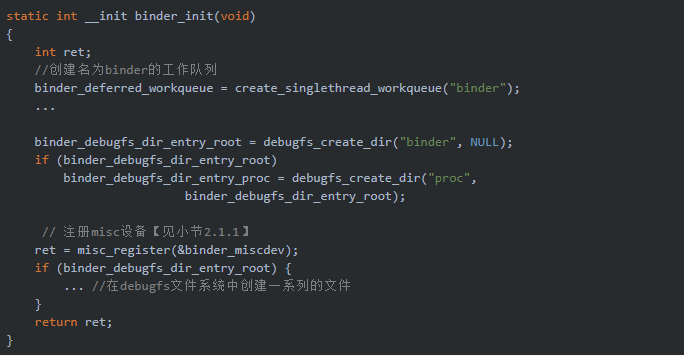 static int __init binder_init(void)
{
    int ret;
    //创建名为binder的工作队列
    binder_deferred_workqueue = create_singlethread_workqueue("binder");
    ...
    binder_debugfs_dir_entry_root = debugfs_create_dir("binder", NULL);
    if (binder_debugfs_dir_entry_root)
        binder_debugfs_dir_entry_proc = debugfs_create_dir("proc",
                        binder_debugfs_dir_entry_root);
     // 注册misc设备【见小节2.1.1】
    ret = misc_register(&binder_miscdev);
    if (binder_debugfs_dir_entry_root) {
        ... //在debugfs文件系统中创建一系列的文件
    }
    return ret;
}